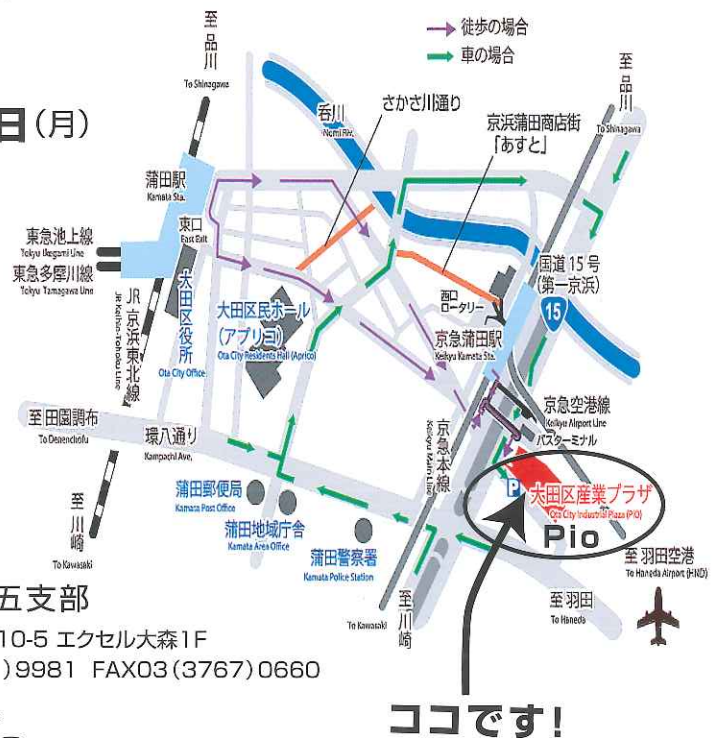 徒歩の場合
車の場合
至品川
To Shinagawa
至品川
To Shinagawa
日(月)
呑川
Nomi Riv.
さかさ川通り
京浜蒲田商店街
「あすと」
蒲田駅
Kamata Sta.
東口
East Exit
東急池上線
Tokyu Ikegami Line
東急多摩川線
Tokyu Tamagawa Line
JR京浜東北線
JR Keihin-Tohoku Line
大田区役所
Ota City Office
大田区民ホール
(アプリコ)
Ota City Residents Hall (Aprico)
西口
ロータリー
京急蒲田駅
Keikyu Kamata Sta.
国道15号
(第一京浜)
15
京急空港線
Keikyu Airport Line
バスターミナル
京急本線
Keikyu Main Line
至田園調布
To Denenchofu
環八通り
Kampachi Ave.
蒲田郵便局
Kamata Post Office
蒲田地域庁舎
Kamata Area Office
蒲田警察署
Kamata Police Station
P
大田区産業プラザ
Ota City Industrial Plaza (PIO)
Pio
至川崎
To Kawasaki
至川崎
To Kawasaki
至羽田
To Haneda
至羽田空港
To Haneda Airport (HND)
五支部
10-5 エクセル大森1F
)9981 FAX03(3767)0660
ココです!